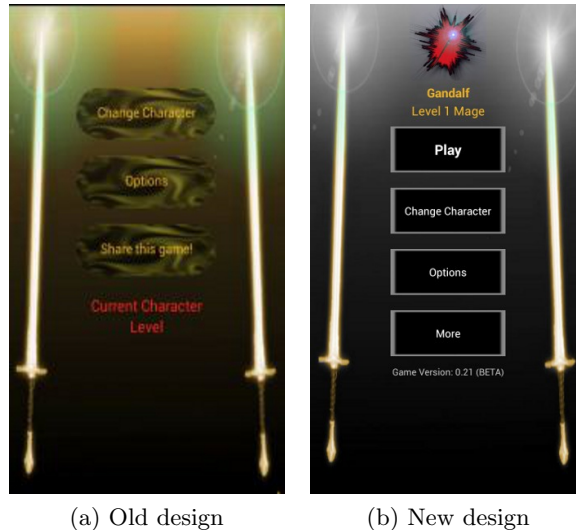 Change Character
Options
Share this game!
Current Character
Level
(a) Old design
Gandalf
Level 1 Mage
Play
Change Character
Options
More
Game Version: 0.21 (BETA)
(b) New design